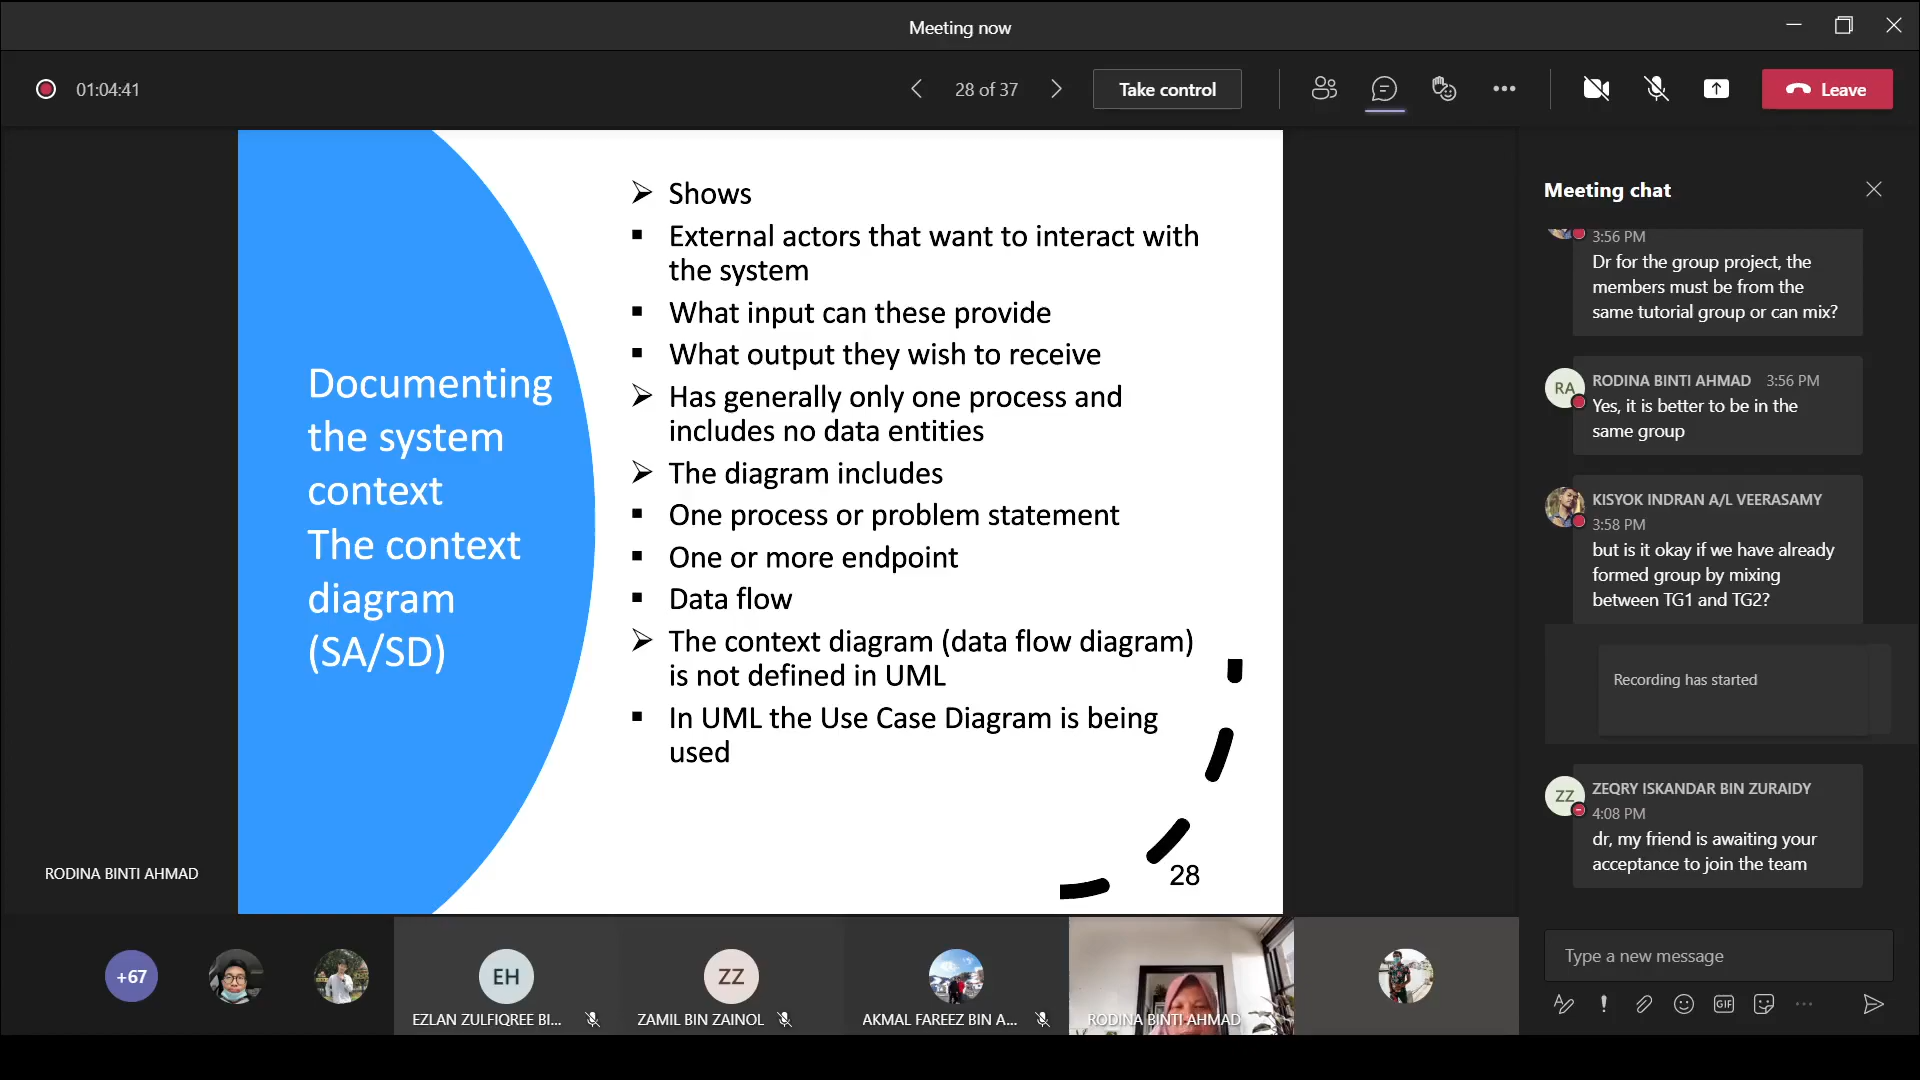 Meeting now
01:04:41
28 of 37
Take control
Leave
Documenting
the system
context
The context
diagram
(SA/SD)
Shows
External actors that want to interact with
the system
What input can these provide
What output they wish to receive
Has generally only one process and
includes no data entities
The diagram includes
One process or problem statement
One or more endpoint
Data flow
The context diagram (data flow diagram)
is not defined in UML
In UML the Use Case Diagram is being
used
28
RODINA BINTI AHMAD
Meeting chat
3:56 PM
Dr for the group project, the
members must be from the
same tutorial group or can mix?
RA
RODINA BINTI AHMAD 3:56 PM
Yes, it is better to be in the
same group
KISYOK INDRAN A/L VEERASAMY
3:58 PM
but is it okay if we have already
formed group by mixing
between TG1 and TG2?
Recording has started
ZZ
ZEQRY ISKANDAR BIN ZURAIDY
4:08 PM
dr, my friend is awaiting your
acceptance to join the team
Type a new message
GIF
+67
EH
EZLAN ZULFIQREE BI...
ZZ
ZAMIL BIN ZAINOL
AKMAL FAREEZ BIN A...
RODINA BINTI AHMAD